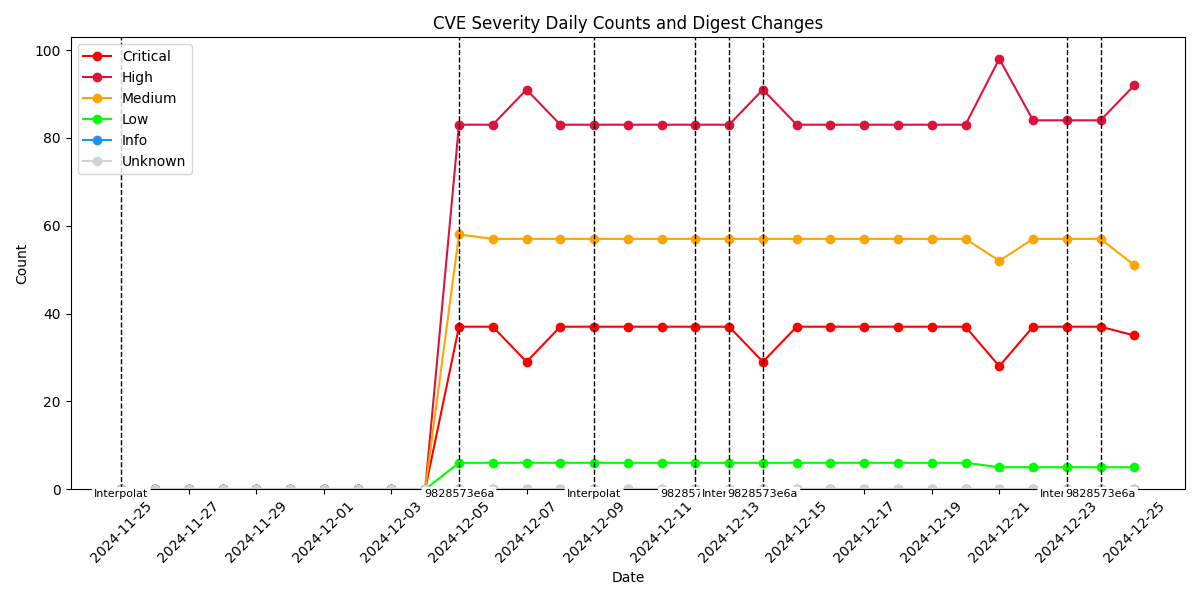 CVE Severity Daily Counts and Digest Changes
100
80
60
40
20
0
Count
Critical
High
Medium
Low
Info
Unknown
Interpolat
9828573e6a
Interpolat
98285
Inter
9828573e6a
Inter
9828573e6a
2024-11-25
2024-11-27
2024-11-29
2024-12-01
2024-12-03
2024-12-05
2024-12-07
2024-12-09
2024-12-11
2024-12-13
2024-12-15
2024-12-17
2024-12-19
2024-12-21
2024-12-23
2024-12-25
Date